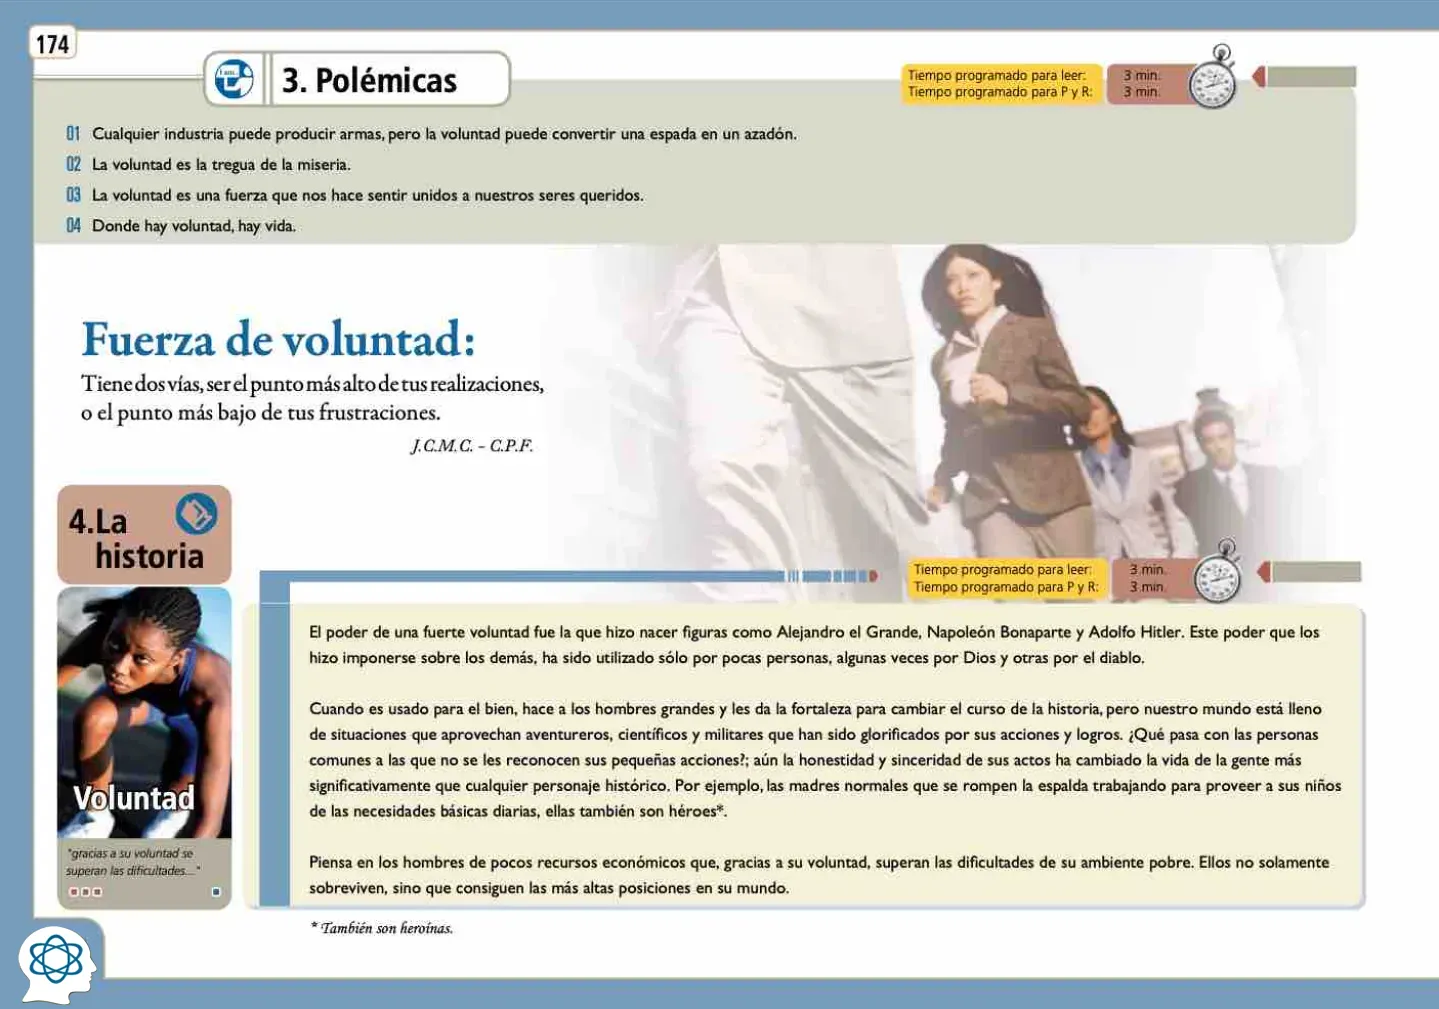 174
3. Polémicas
Tiempo programado para leer: 3 min.
Tiempo programado para P y R: 3 min.
01 Cualquier industria puede producir armas, pero la voluntad puede convertir una espada en un azadón.
02 La voluntad es la tregua de la miseria.
03 La voluntad es una fuerza que nos hace sentir unidos a nuestros seres queridos.
04 Donde hay voluntad, hay vida.
Fuerza de voluntad:
Tiene dos vías, ser el punto más alto de tus realizaciones,
o el punto más bajo de tus frustraciones.
J.C.M.C. - C.P.F.
4.La
historia
Tiempo programado para leer: 3 min.
Tiempo programado para P y R: 3 min.
El poder de una fuerte voluntad fue la que hizo nacer figuras como Alejandro el Grande, Napoleón Bonaparte y Adolfo Hitler. Este poder que los
hizo imponerse sobre los demás, ha sido utilizado sólo por pocas personas, algunas veces por Dios y otras por el diablo.
Cuando es usado para el bien, hace a los hombres grandes y les da la fortaleza para cambiar el curso de la historia, pero nuestro mundo está lleno
de situaciones que aprovechan aventureros, científicos y militares que han sido glorificados por sus acciones y logros. ¿Qué pasa con las personas
comunes a las que no se les reconocen sus pequeñas acciones?; aún la honestidad y sinceridad de sus actos ha cambiado la vida de la gente más
significativamente que cualquier personaje histórico. Por ejemplo, las madres normales que se rompen la espalda trabajando para proveer a sus niños
de las necesidades básicas diarias, ellas también son héroes*.
Piensa en los hombres de pocos recursos económicos que, gracias a su voluntad, superan las dificultades de su ambiente pobre. Ellos no solamente
sobreviven, sino que consiguen las más altas posiciones en su mundo.
Voluntad
"gracias a su voluntad se
superan las dificultades..."
* También son heroínas.